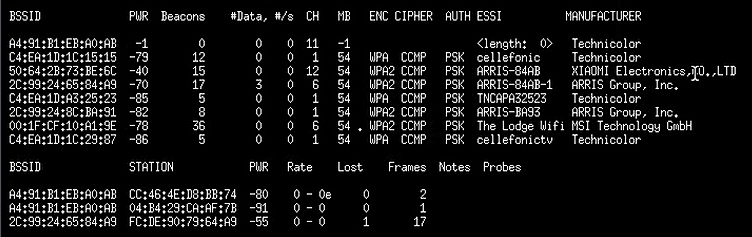 BSSID PWR Beacons #Data, #/s CH MB ENC CIPHER AUTH ESSI MANUFACTURER
A4:91:B1:EB:A0:AB -1 0 0 0 11 -1 <length: 0> Technicolor
C4:EA:1D:1C:15:15 -79 12 0 0 1 54 WPA CCMP PSK cellefonic Technicolor
50:64:2B:73:BE:6C -40 15 0 0 12 54 WPA2 CCMP PSK ARRIS-84AB XIAOMI Electronics,CO.,LTD
2C:99:24:65:84:A9 -70 17 3 0 6 54 WPA2 CCMP PSK ARRIS-84AB-1 ARRIS Group, Inc.
C4:EA:1D:A3:25:23 -85 5 0 0 1 54 WPA CCMP PSK TNCAPA32523 Technicolor
2C:99:24:8C:BA:91 -82 8 0 0 1 54 WPA2 CCMP PSK ARRIS-BA93 ARRIS Group, Inc.
00:1F:CF:10:A1:9E -78 36 0 0 6 54 . WPA2 CCMP PSK The Lodge Wifi MSI Technology GmbH
C4:EA:1D:1C:29:87 -86 5 0 0 1 54 WPA CCMP PSK cellefonictv Technicolor
BSSID STATION PWR Rate Lost Frames Notes Probes
A4:91:B1:EB:A0:AB CC:46:4E:D8:BB:74 -80 0 - 0e 0 2
A4:91:B1:EB:A0:AB 04:B4:29:CA:AF:7B -91 0 - 0 0 1
2C:99:24:65:84:A9 FC:DE:90:79:64:A9 -55 0 - 0 1 17